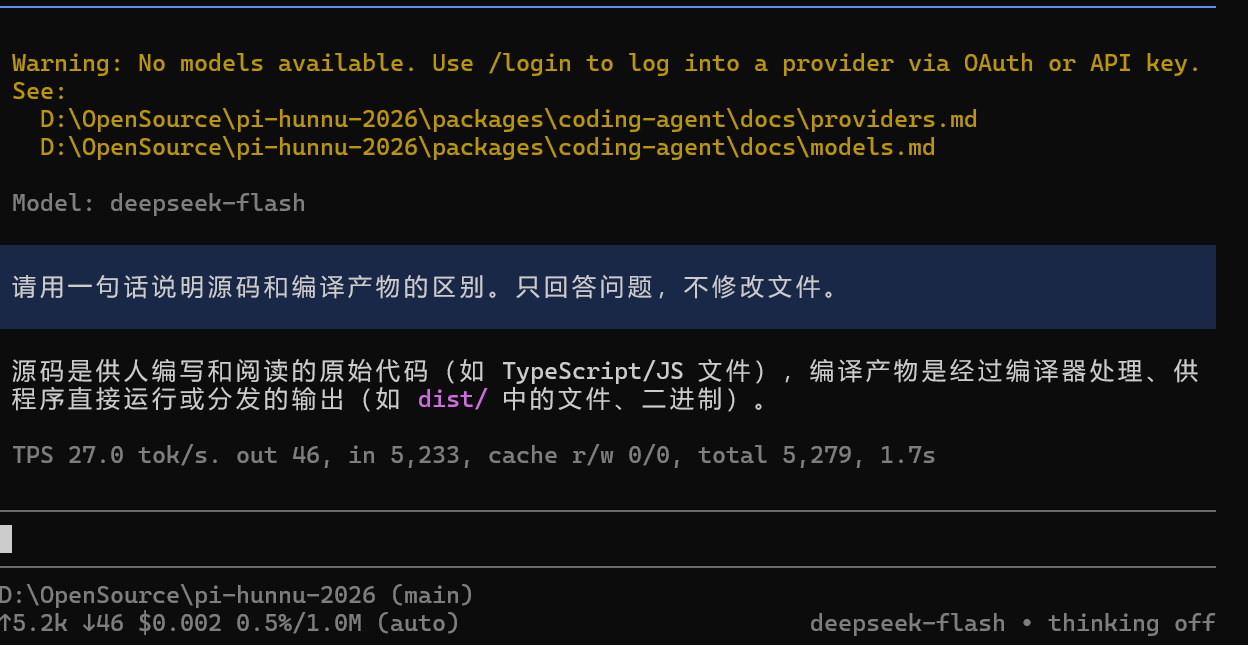 Warning: No models available. Use /login to log into a provider via OAuth or API key.
See:
D:\OpenSource\pi-hunnu-2026\packages\coding-agent\docs\providers.md
D:\OpenSource\pi-hunnu-2026\packages\coding-agent\docs\models.md
Model: deepseek-flash
请用一句话说明源码和编译产物的区别。只回答问题，不修改文件。
源码是供人编写和阅读的原始代码（如 TypeScript/JS 文件），编译产物是经过编译器处理、供
程序直接运行或分发的输出（如 dist/ 中的文件、二进制）。
TPS 27.0 tok/s. out 46, in 5,233, cache r/w 0/0, total 5,279, 1.7s
D:\OpenSource\pi-hunnu-2026 (main)
↑5.2k ↓46 $0.002 0.5%/1.0M (auto) deepseek-flash • thinking off